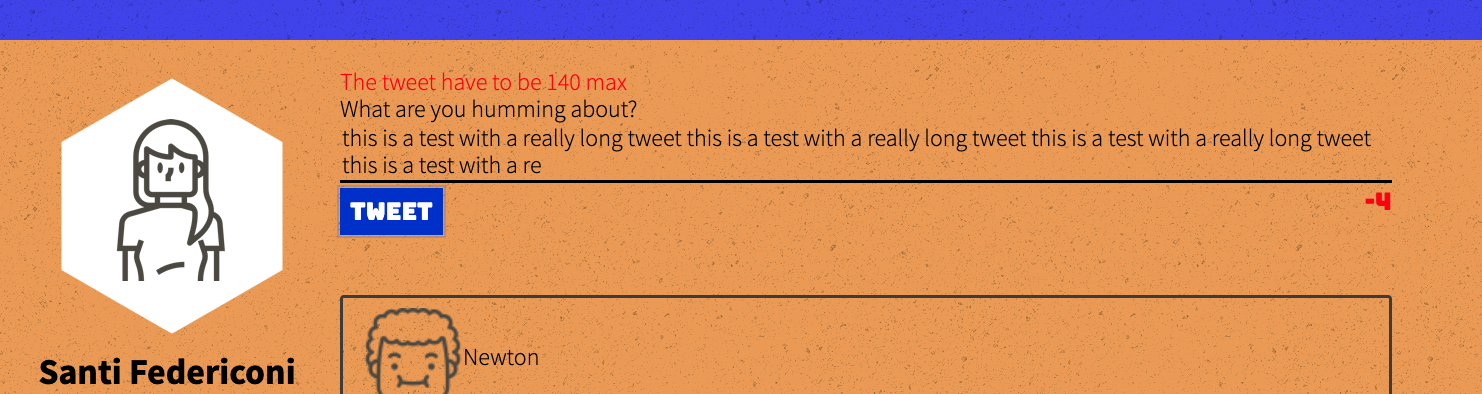 The tweet have to be 140 max
What are you humming about?
this is a test with a really long tweet this is a test with a really long tweet this is a test with a really long tweet
this is a test with a re
TWEET
-4
Newton
Santi Federiconi